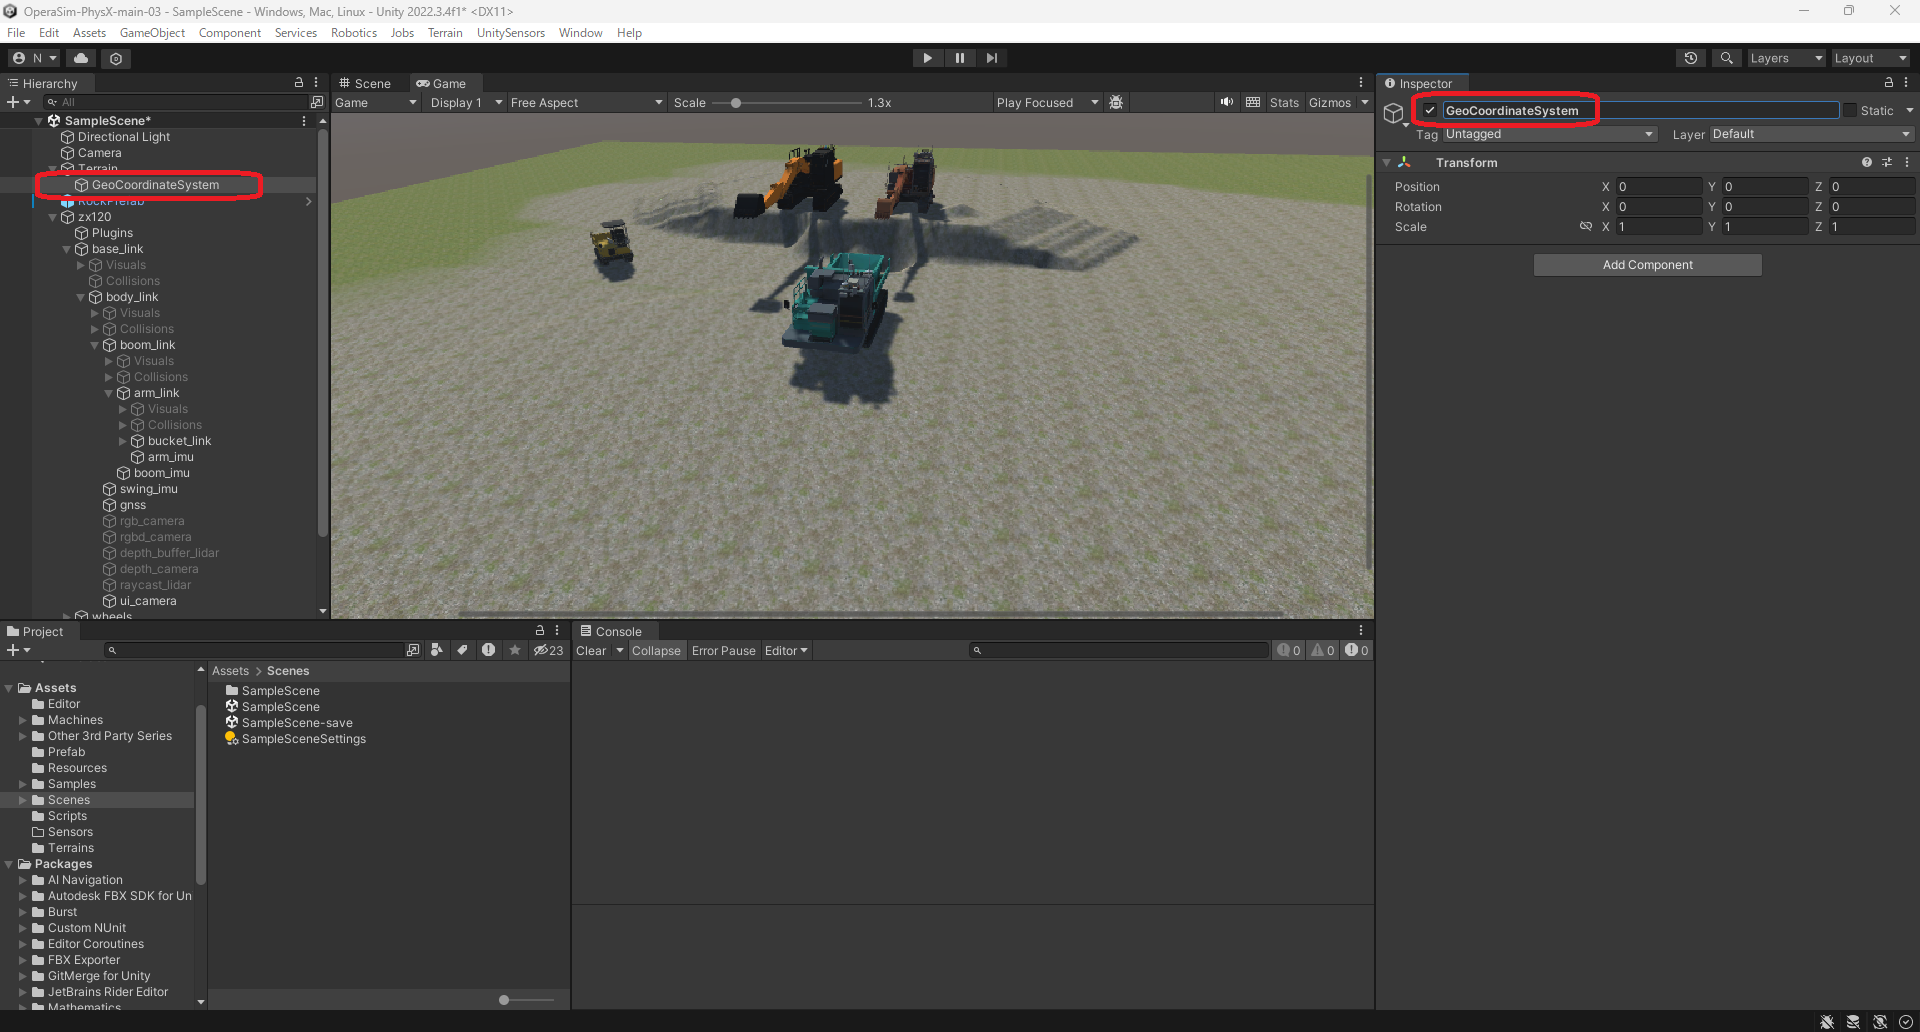 OperaSim-PhysX-main-03 - SampleScene - Windows, Mac, Linux - Unity 2022.3.4f1* <DX11>
File Edit Assets GameObject Component Services Robotics Jobs Terrain UnitySensors Window Help
N Layers Layout
Hierarchy
All
SampleScene*
Directional Light
Camera
Terrain
GeoCoordinateSystem
RockPrefab
zx120
Plugins
base_link
Visuals
Collisions
body_link
Visuals
Collisions
boom_link
Visuals
Collisions
arm_link
Visuals
Collisions
bucket_link
arm_imu
boom_imu
swing_imu
gnss
rgb_camera
rgbd_camera
depth_buffer_lidar
depth_camera
raycast_lidar
ui_camera
wheels
Scene Game
Game Display 1 Free Aspect Scale 1.3x Play Focused Stats Gizmos
Inspector
GeoCoordinateSystem Static
Tag Untagged Layer Default
Transform
Position X 0 Y 0 Z 0
Rotation X 0 Y 0 Z 0
Scale X 1 Y 1 Z 1
Add Component
Project
23
Assets
Editor
Machines
Other 3rd Party Series
Prefab
Resources
Samples
Scenes
Scripts
Sensors
Terrains
Packages
AI Navigation
Autodesk FBX SDK for Un
Burst
Custom NUnit
Editor Coroutines
FBX Exporter
GitMerge for Unity
JetBrains Rider Editor
Mathematics
Assets > Scenes
SampleScene
SampleScene
SampleScene-save
SampleSceneSettings
Console
Clear Collapse Error Pause Editor 0 0 0